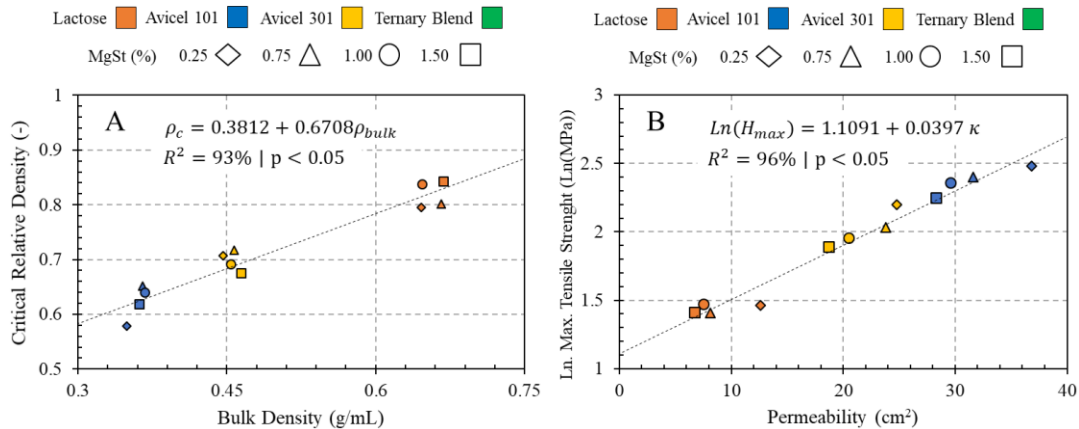 Lactose Avicel 101 Avicel 301 Ternary Blend
MgSt (%) 0.25 0.75 1.00 1.50
A
ρ_c = 0.3812 + 0.6708ρ_bulk
R² = 93% | p < 0.05
Critical Relative Density (-)
1
0.9
0.8
0.7
0.6
0.5
0.3 0.45 0.6 0.75
Bulk Density (g/mL)
Lactose Avicel 101 Avicel 301 Ternary Blend
MgSt (%) 0.25 0.75 1.00 1.50
B
Ln(H_max) = 1.1091 + 0.0397 κ
R² = 96% | p < 0.05
Ln. Max. Tensile Strenght (Ln(MPa))
3
2.5
2
1.5
1
0 10 20 30 40
Permeability (cm²)